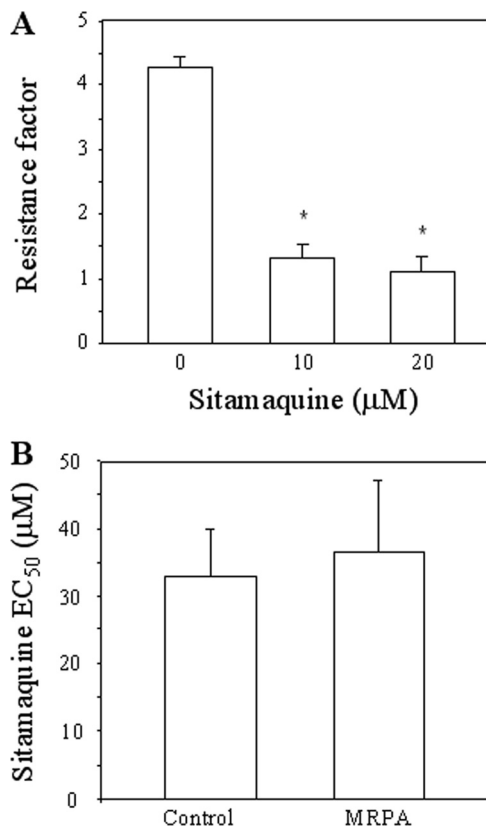 A
Resistance factor
5
4
3
2
1
0
*
*
0 10 20
Sitamaquine (μM)
B
Sitamaquine EC50 (μM)
50
40
30
20
10
0
Control MRPA